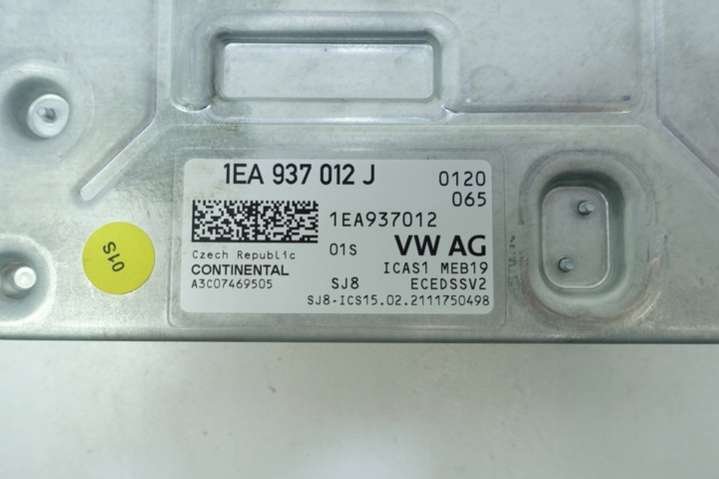 1EA 937 012 J
0120
065
1EA937012
01S
VW AG
Czech Republic
CONTINENTAL
A3C07469505
ICAS1 MEB19
SJ8
ECEDSSV2
SJ8-ICS15.02.2111750498
01S